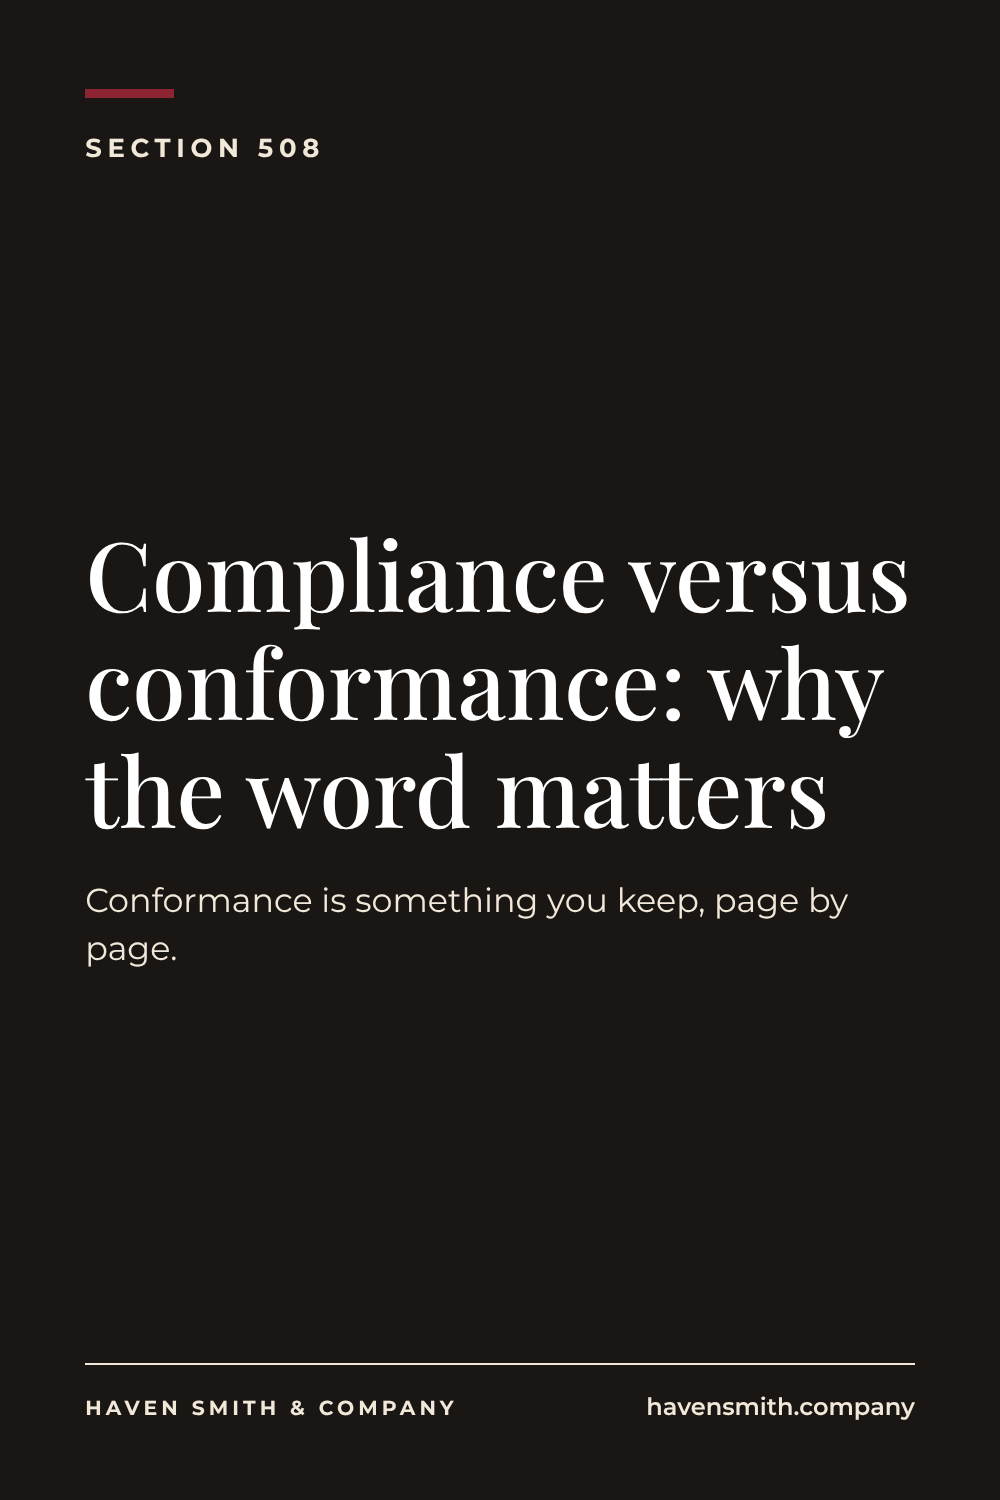 SECTION 508
Compliance versus
conformance: why
the word matters
Conformance is something you keep, page by
page.
HAVEN SMITH & COMPANY
havensmith.company